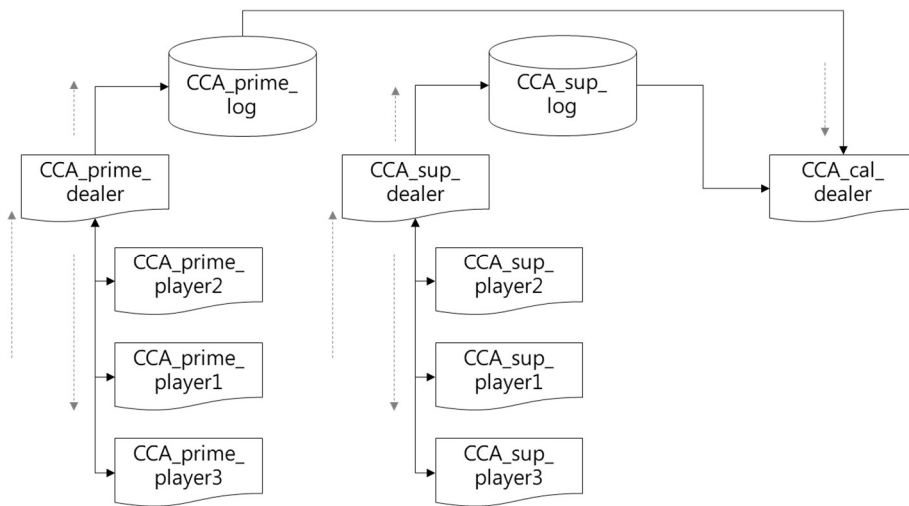 CCA_prime_
log
CCA_sup_
log
CCA_prime_
dealer
CCA_sup_
dealer
CCA_cal_
dealer
CCA_prime_
player2
CCA_sup_
player2
CCA_prime_
player1
CCA_sup_
player1
CCA_prime_
player3
CCA_sup_
player3